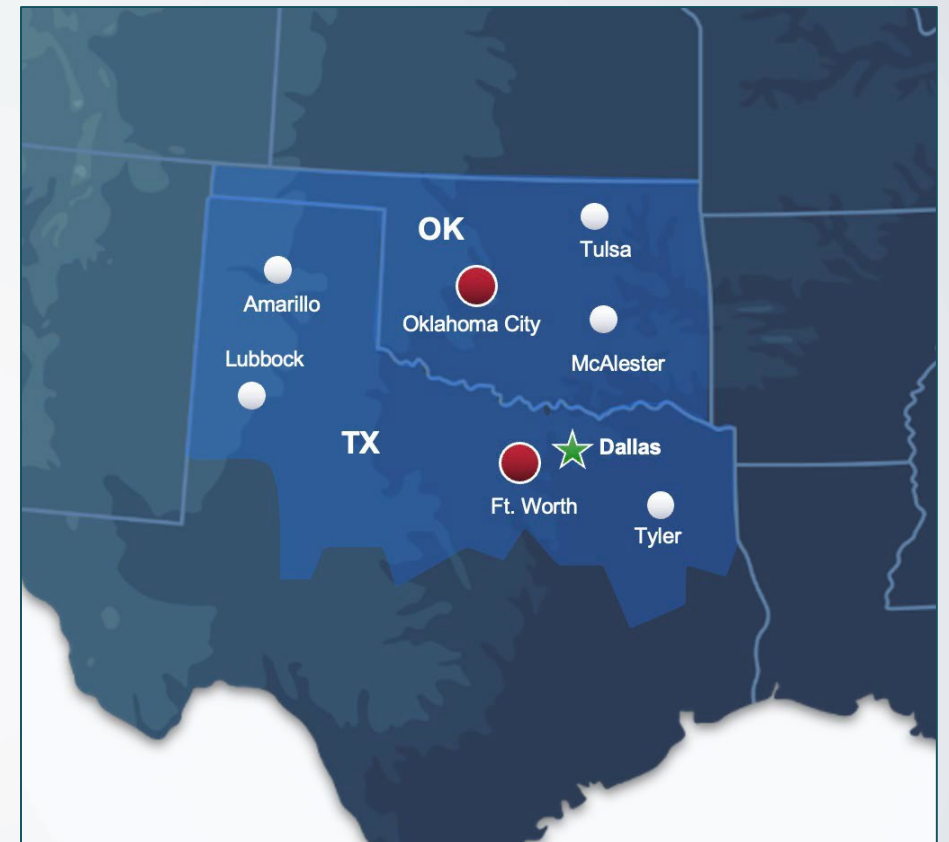 OK
Tulsa
Amarillo
Oklahoma City
Lubbock
McAlester
TX
Dallas
Ft. Worth
Tyler